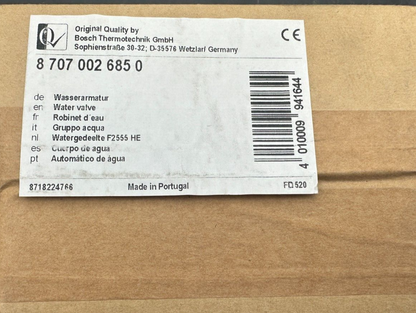 Original Quality by
Bosch Thermotechnik GmbH
Sophienstraße 30-32; D-35576 Wetzlar/ Germany
CE
8 707 002 685 0
de Wasserarmatur
en Water valve
fr Robinet d'eau
it Gruppo acqua
nl Watergedeelte F2555 HE
es Cuerpo de agua
pt Automático de água
4 010009 941644
8718224766 Made in Portugal FD 520